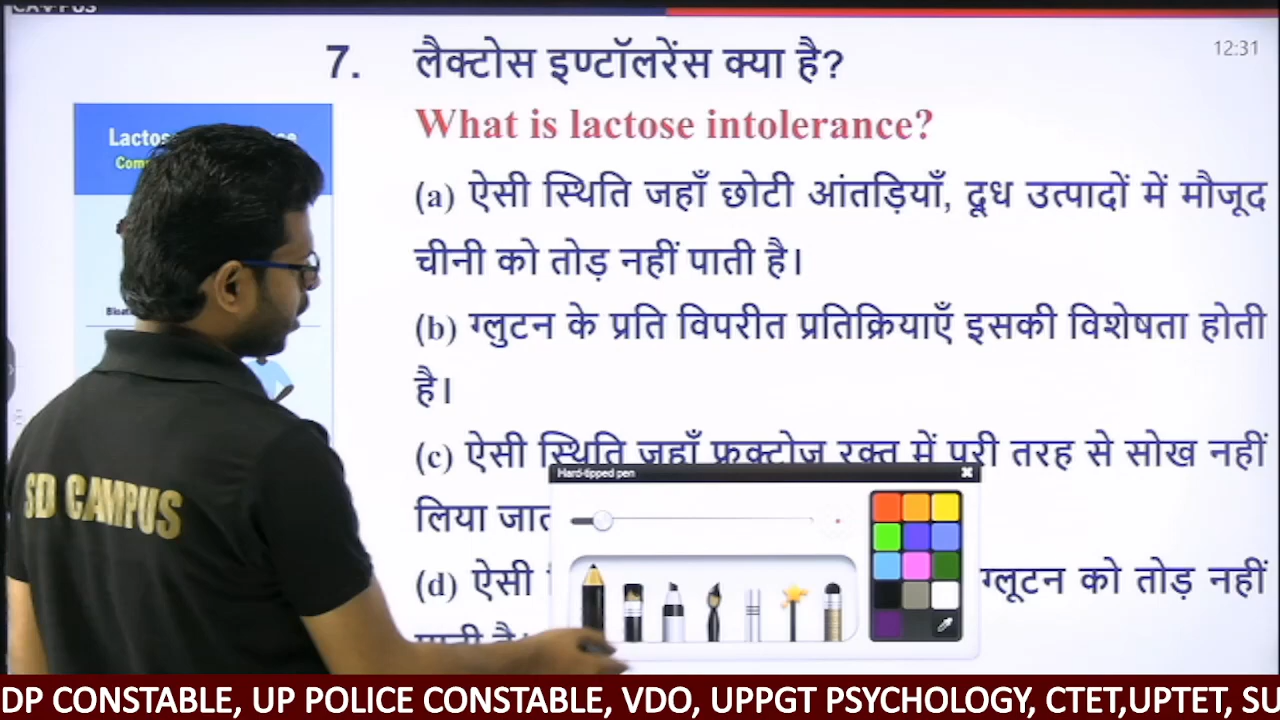 CAMPUS
12:31
7. लैक्टोस इण्टॉलरेंस क्या है?
What is lactose intolerance?
(a) ऐसी स्थिति जहाँ छोटी आंतड़ियाँ, दूध उत्पादों में मौजूद
चीनी को तोड़ नहीं पाती है।
(b) ग्लुटन के प्रति विपरीत प्रतिक्रियाएँ इसकी विशेषता होती
है।
(c) ऐसी स्थिति जहाँ फ्रक्टोज रक्त में पूरी तरह से सोख नहीं
लिया
(d) ऐसी ग्लूटन को तोड़ नहीं
पाती है।
Hard-tipped pen
SD CAMPUS
DP CONSTABLE, UP POLICE CONSTABLE, VDO, UPPGT PSYCHOLOGY, CTET,UPTET, SU